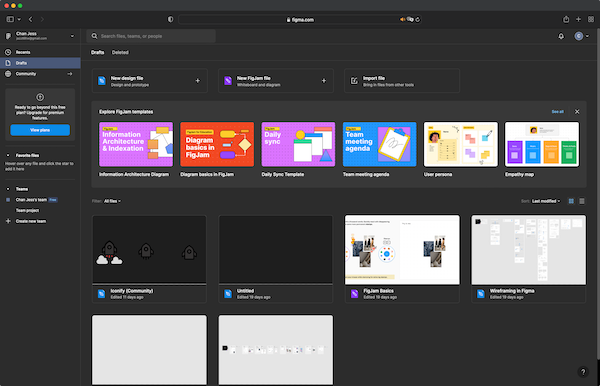 figma.com
Chan Jess
Search files, teams, or people
Recents
Drafts
Community
Drafts
Deleted
Ready to go beyond this free
plan? Upgrade for premium
features.
View plans
Favorite files
Hover over any file and click the star to
add it here
Teams
Chan Jess's team
Free
Team project
Create new team
New design file
Design and prototype
New FigJam file
Whiteboard and diagram
Import file
Bring in files from other tools
Explore FigJam templates
See all
Information
Architecture
& Indexation
Diagram
basics in
FigJam
Daily
sync
Team
meeting
agenda
Information Architecture Diagram
Diagram basics in FigJam
Daily Sync Template
Team meeting agenda
User persona
Empathy map
Filter: All files
Sort: Last modified
Iconify (Community)
Edited 11 days ago
Untitled
Edited 19 days ago
FigJam Basics
Edited 19 days ago
Wireframing in Figma
Edited 19 days ago
?